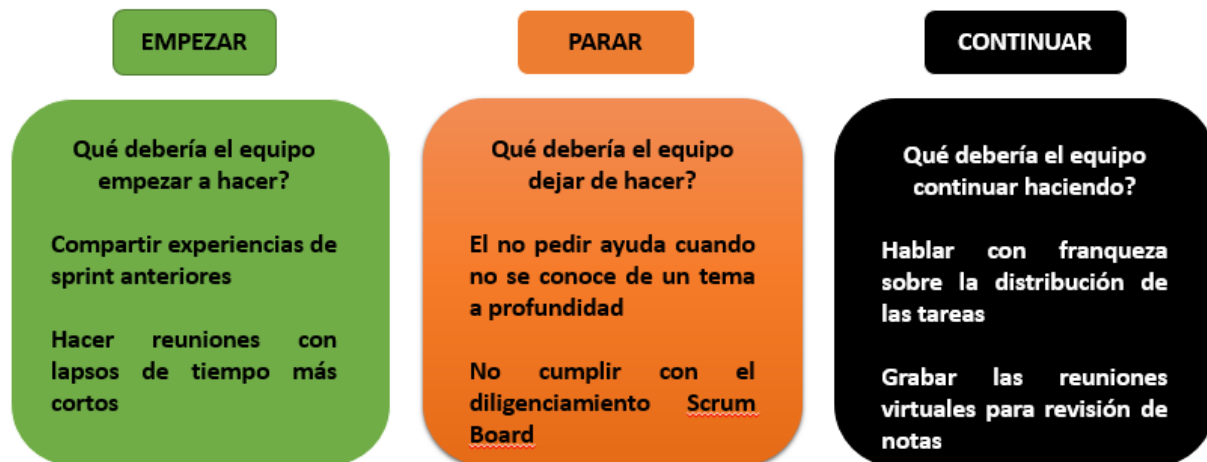 EMPEZAR
Qué debería el equipo
empezar a hacer?
Compartir experiencias de
sprint anteriores
Hacer reuniones con
lapsos de tiempo más
cortos
PARAR
Qué debería el equipo
dejar de hacer?
El no pedir ayuda cuando
no se conoce de un tema
a profundidad
No cumplir con el
diligenciamiento Scrum
Board
CONTINUAR
Qué debería el equipo
continuar haciendo?
Hablar con franqueza
sobre la distribución de
las tareas
Grabar las reuniones
virtuales para revisión de
notas